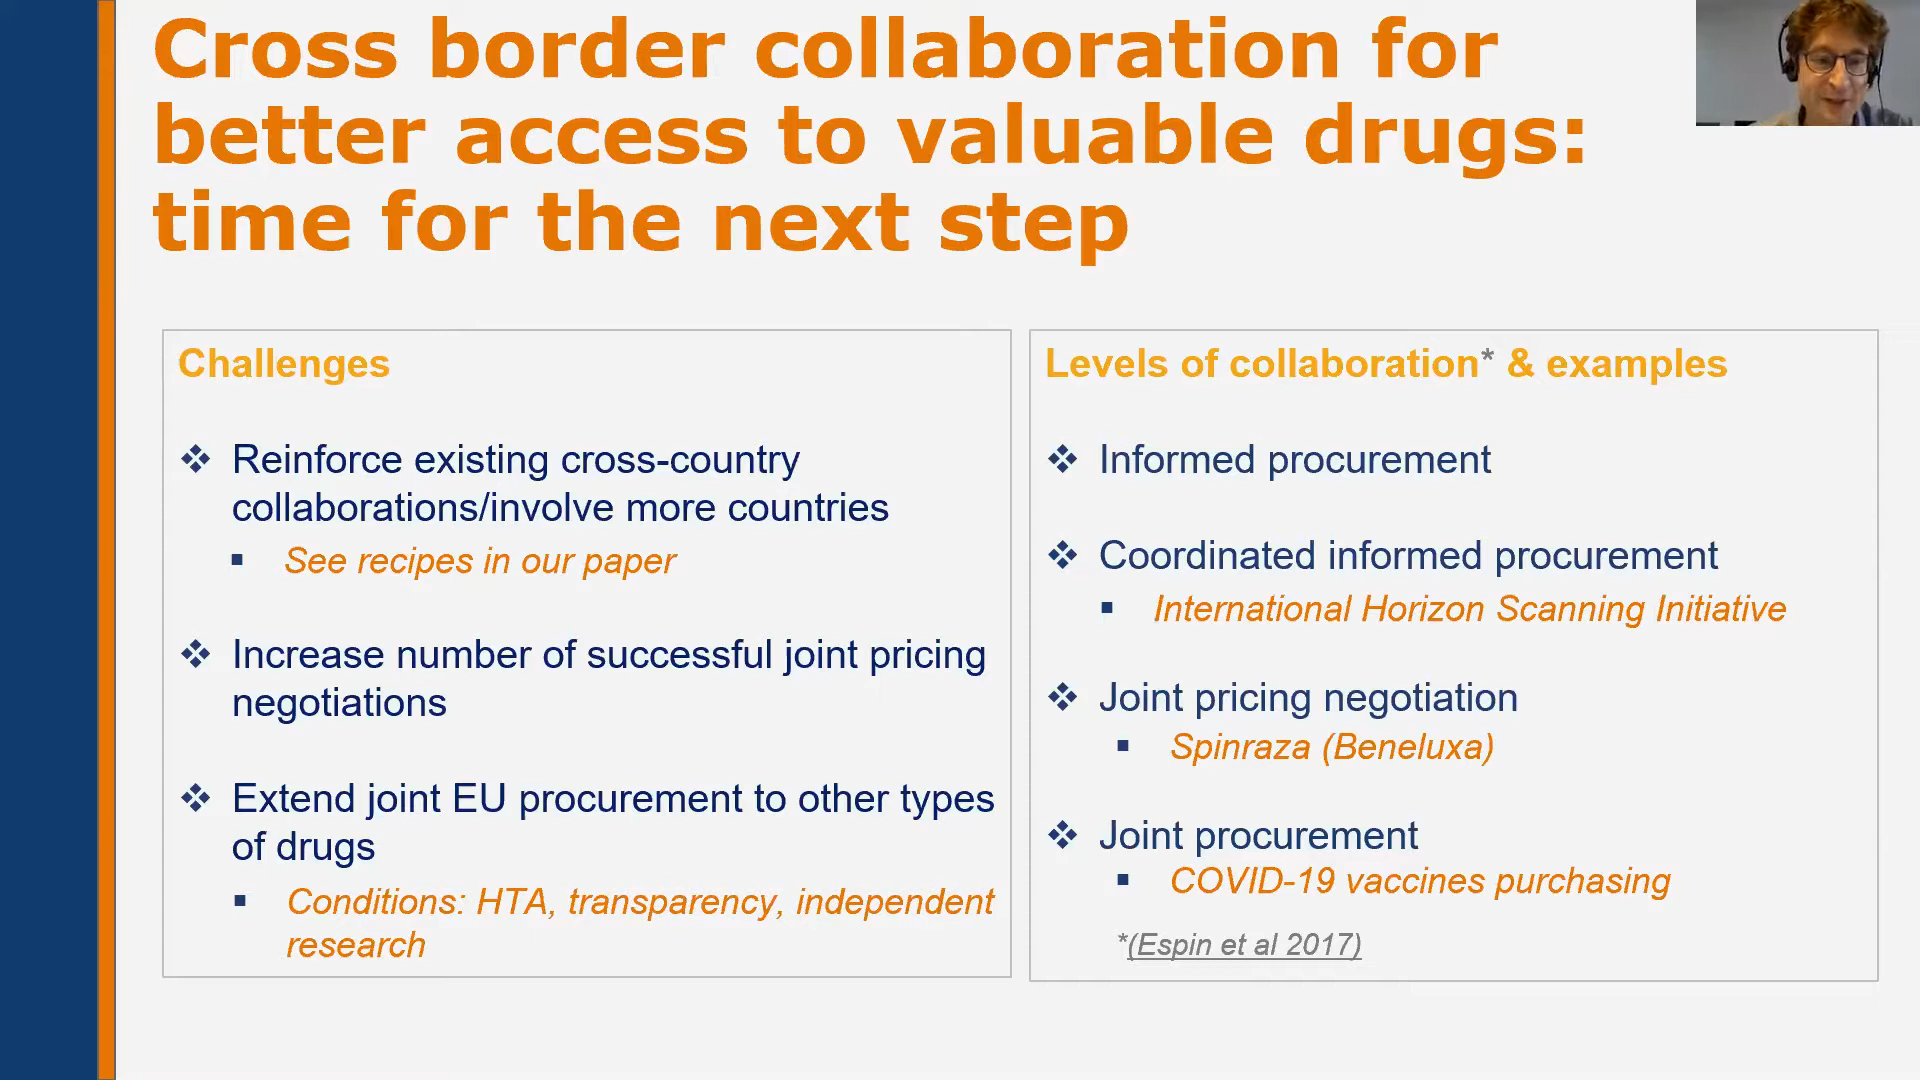 Cross border collaboration for
better access to valuable drugs:
time for the next step
Challenges
❖ Reinforce existing cross-country
collaborations/involve more countries
▪ See recipes in our paper
❖ Increase number of successful joint pricing
negotiations
❖ Extend joint EU procurement to other types
of drugs
▪ Conditions: HTA, transparency, independent
research
Levels of collaboration* & examples
❖ Informed procurement
❖ Coordinated informed procurement
▪ International Horizon Scanning Initiative
❖ Joint pricing negotiation
▪ Spinraza (Beneluxa)
❖ Joint procurement
▪ COVID-19 vaccines purchasing
*(Espin et al 2017)